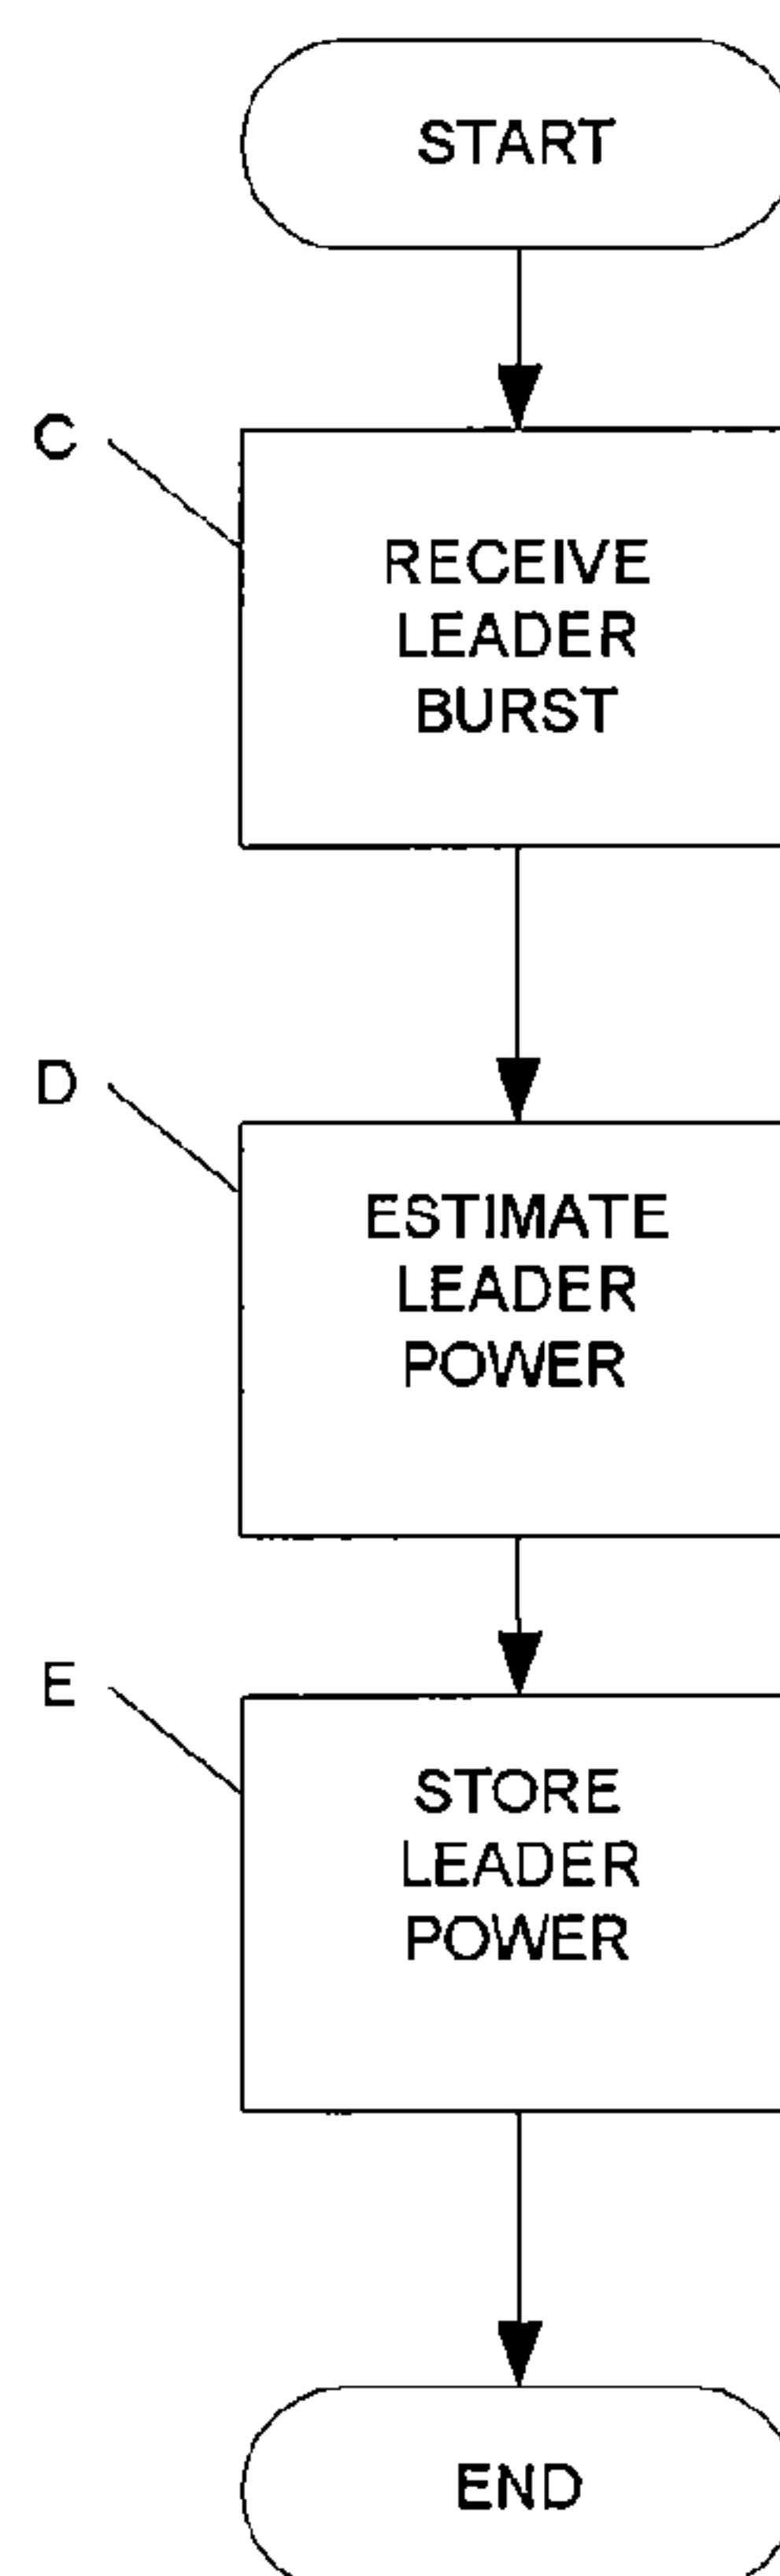 START
C
RECEIVE
LEADER
BURST
D
ESTIMATE
LEADER
POWER
E
STORE
LEADER
POWER
END